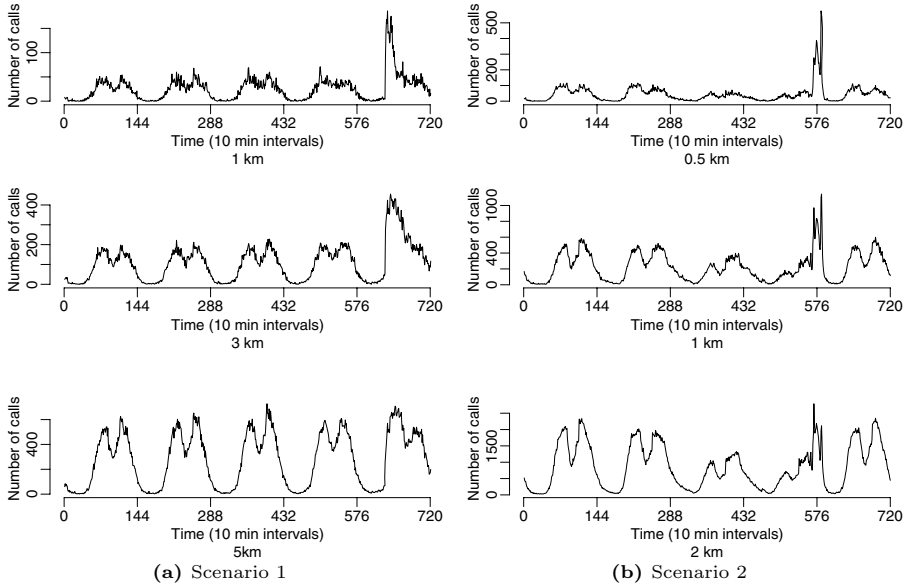 Number of calls
0 100
0 144 288 432 576 720
Time (10 min intervals)
1 km
Number of calls
0 200 500
0 144 288 432 576 720
Time (10 min intervals)
0.5 km
Number of calls
0 200 400
0 144 288 432 576 720
Time (10 min intervals)
3 km
Number of calls
0 400 1000
0 144 288 432 576 720
Time (10 min intervals)
1 km
Number of calls
0 400
0 144 288 432 576 720
Time (10 min intervals)
5km
Number of calls
0 1500
0 144 288 432 576 720
Time (10 min intervals)
2 km
(a) Scenario 1
(b) Scenario 2